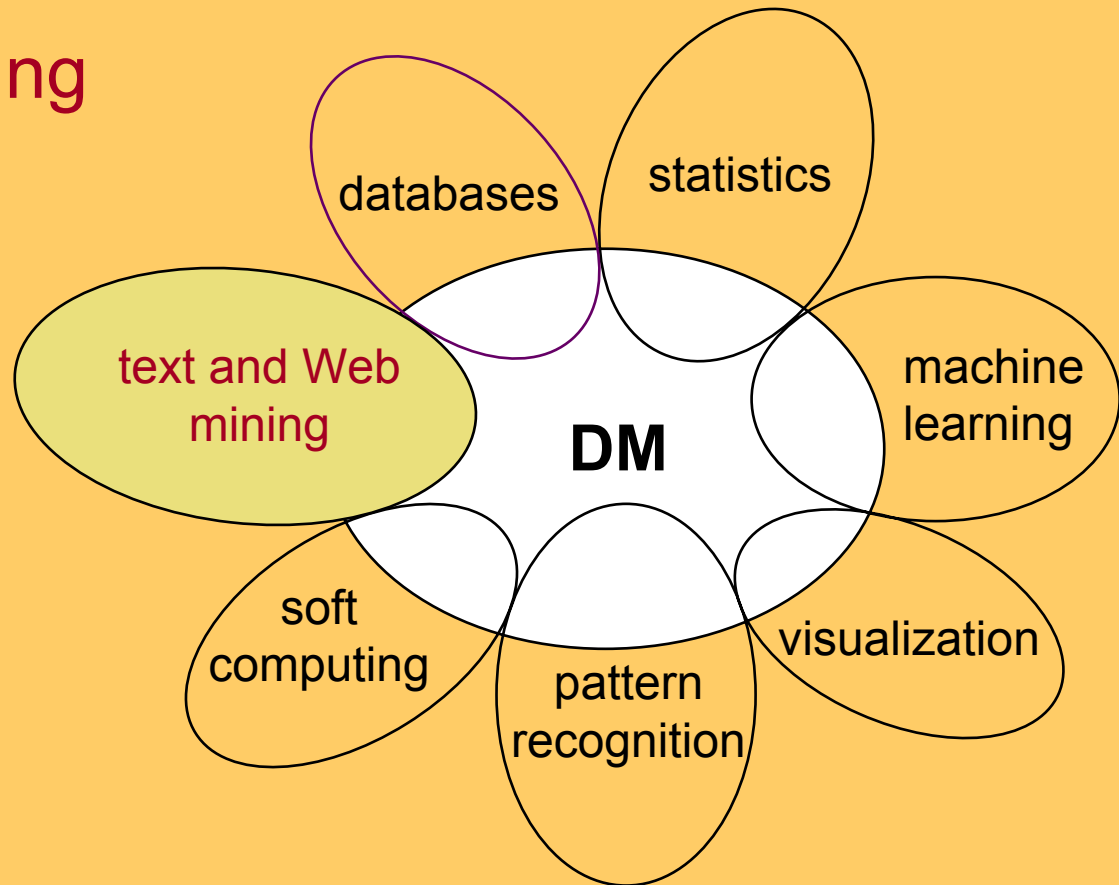 ng
databases
statistics
text and Web
mining
machine
learning
DM
soft
computing
pattern
recognition
visualization